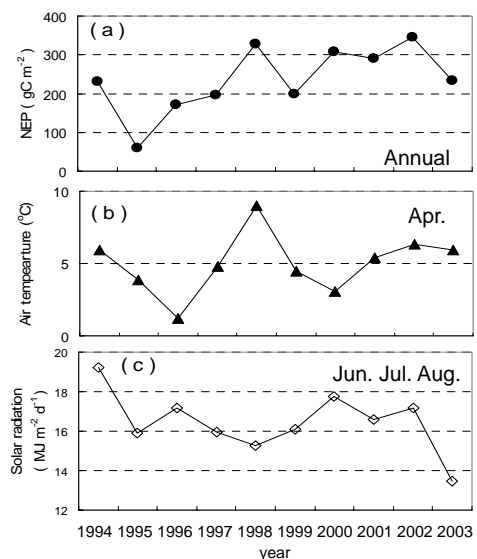 400
300
200
100
0
NEP ( gC m-2 )
( a )
Annual
10
5
0
Air tempearture (oC)
( b )
Apr.
20
18
16
14
12
Solar radiation
( MJ m-2 d-1 )
( c )
Jun. Jul. Aug.
1994 1995 1996 1997 1998 1999 2000 2001 2002 2003
year